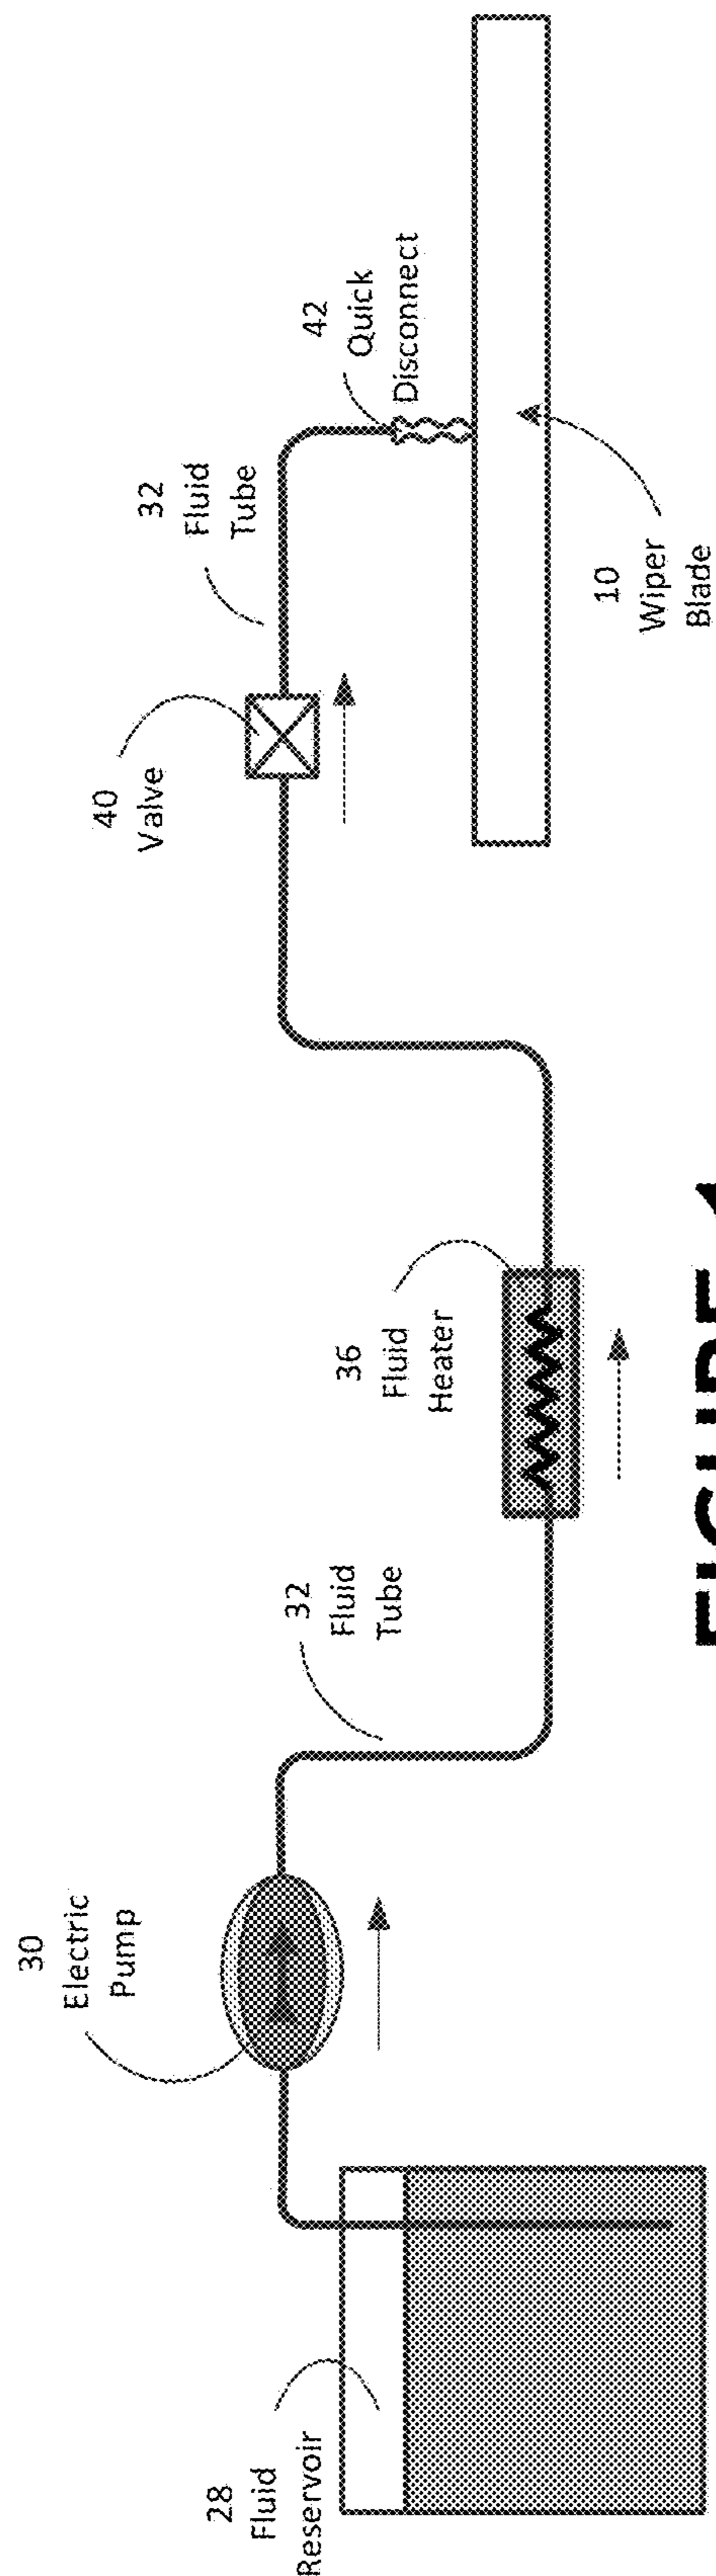 28
Fluid
Reservoir
30
Electric
Pump
32
Fluid
Tube
36
Fluid
Heater
40
Valve
32
Fluid
Tube
42
Quick
Disconnect
10
Wiper
Blade